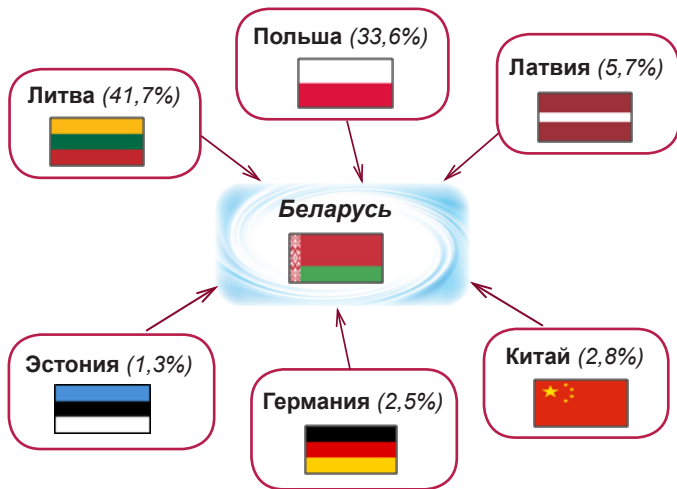 Польша (33,6%)
Литва (41,7%)
Латвия (5,7%)
Беларусь
Эстония (1,3%)
Германия (2,5%)
Китай (2,8%)